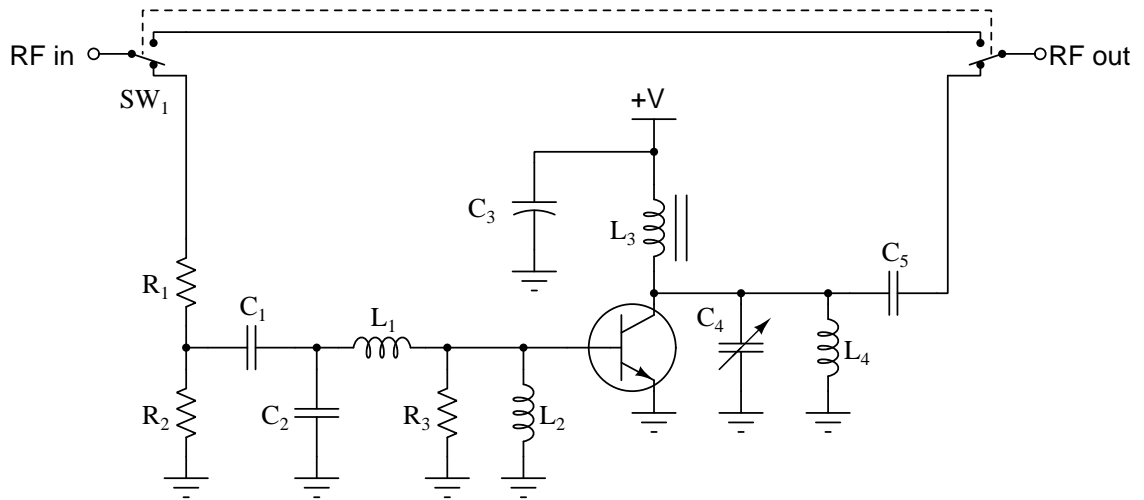 RF in
RF out
SW₁
+V
C₃
L₃
C₅
R₁
C₁
L₁
C₄
L₄
R₂
C₂
R₃
L₂